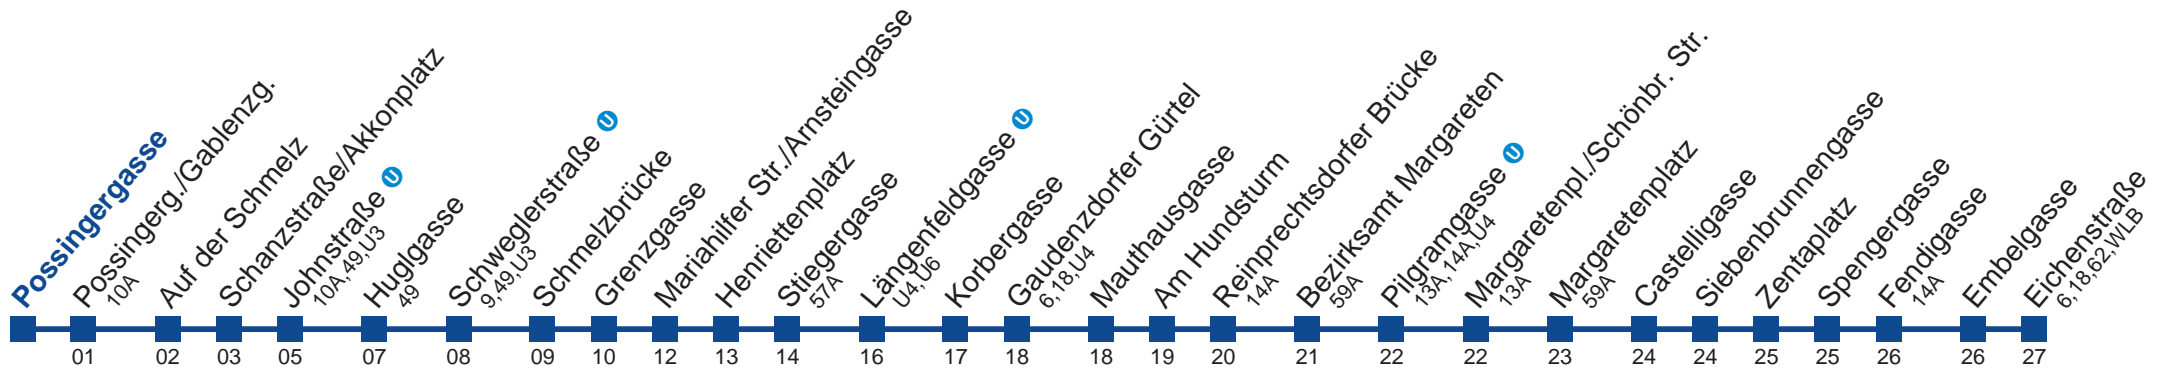 Possingergasse
Possingerg./Gablenzg.
10A
Auf der Schmelz
Schanzstraße/Akkonplatz
Johnstraße U
10A, 49,U3
Huglgasse
49
Schweglerstraße U
9, 49,U3
Schmelzbrücke
Grenzgasse
Mariahilfer Str./Arnsteingasse
Henriettenplatz
Stiegergasse
57A
Längenfeldgasse U
U4,U6
Korbergasse
Gaudenzdorfer Gürtel
6, 18,U4
Mauthausgasse
Am Hundsturm
Reinprechtsdorfer Brücke
14A
Bezirksamt Margareten
59A
Pilgramgasse U
13A, 14A,U4
Margaretenpl./Schönbr. Str.
13A
Margaretenplatz
59A
Castelligasse
Siebenbrunnengasse
Zentaplatz
Spengergasse
Fendigasse
14A
Embelgasse
Eichenstraße
6, 18,62,WLB
01 02 03 05 07 08 09 10 12 13 14 16 17 18 18 19 20 21 22 22 23 24 24 25 25 26 26 27